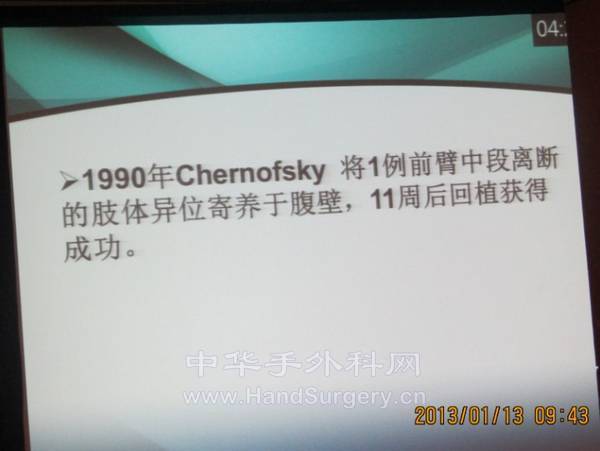 04:
➢1990年Chernofsky 将1例前臂中段离断
的肢体异位寄养于腹壁，11周后回植获得
成功。
中华手外科网
www.HandSurgery.cn
2013/01/13 09:43